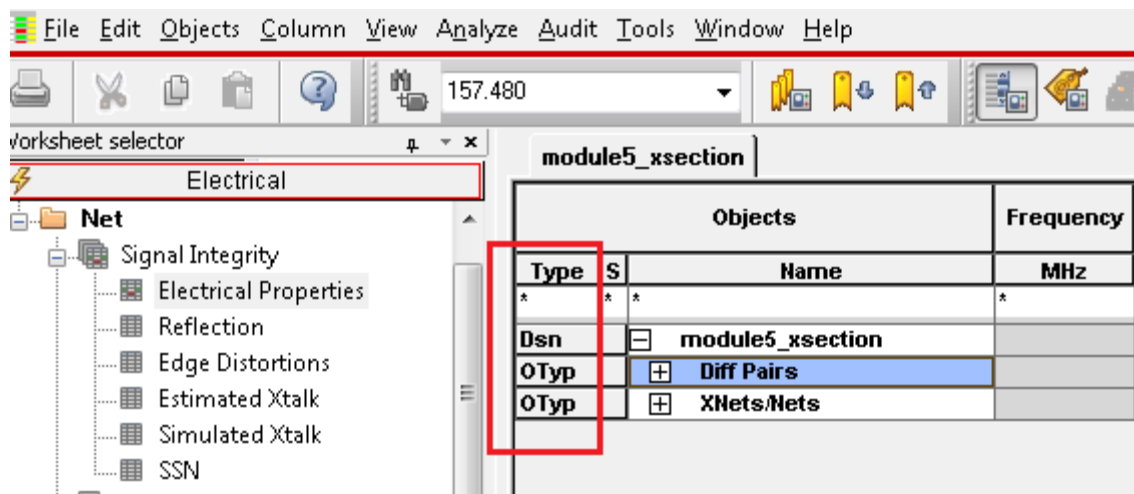 File Edit Objects Column View Analyze Audit Tools Window Help
157.480
Worksheet selector
Electrical
Net
Signal Integrity
Electrical Properties
Reflection
Edge Distortions
Estimated Xtalk
Simulated Xtalk
SSN
module5_xsection
Objects Frequency
Type S Name MHz
* * * *
Dsn module5_xsection
OTyp Diff Pairs
OTyp XNets/Nets